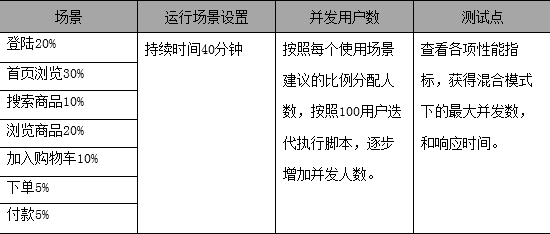 场景
运行场景设置
并发用户数
测试点
登陆20%
首页浏览30%
搜索商品10%
浏览商品20%
加入购物车10%
下单5%
付款5%
持续时间40分钟
按照每个使用场景
建议的比例分配人
数，按照100用户迭
代执行脚本，逐步
增加并发人数。
查看各项性能指
标，获得混合模式
下的最大并发数，
和响应时间。